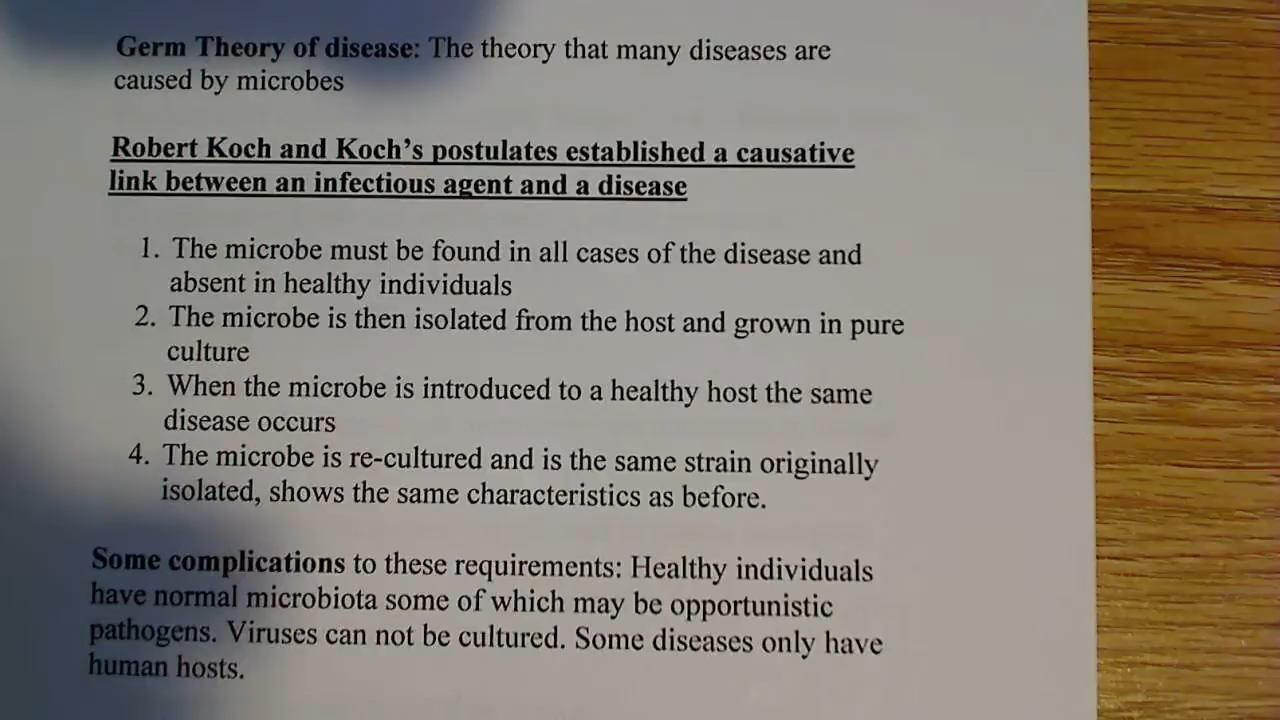 Germ Theory of disease: The theory that many diseases are
caused by microbes
Robert Koch and Koch’s postulates established a causative
link between an infectious agent and a disease
1. The microbe must be found in all cases of the disease and
absent in healthy individuals
2. The microbe is then isolated from the host and grown in pure
culture
3. When the microbe is introduced to a healthy host the same
disease occurs
4. The microbe is re-cultured and is the same strain originally
isolated, shows the same characteristics as before.
Some complications to these requirements: Healthy individuals
have normal microbiota some of which may be opportunistic
pathogens. Viruses can not be cultured. Some diseases only have
human hosts.